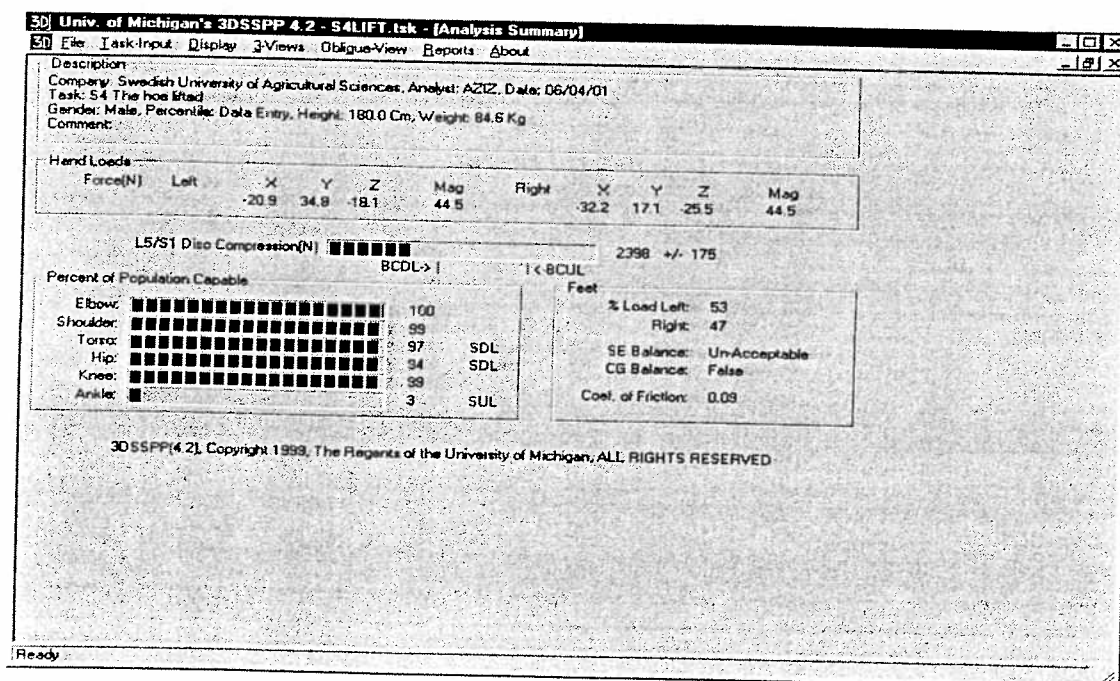 3D Univ. of Michigan's 3DSSPP 4.2 - S4LIFT.tsk - [Analysis Summary]
3D File Task-Input Display 3-Views Oblique-View Reports About
Description
Company: Swedish University of Agricultural Sciences, Analyst: AZIZ, Date: 06/04/01
Task: S4 The hoe lifted
Gender: Male, Percentile: Data Entry, Height: 180.0 Cm, Weight: 84.6 Kg
Comment:
Hand Loads
Force(N) Left X Y Z Mag Right X Y Z Mag
-20.9 34.8 -18.1 44.5 -32.2 17.1 -25.5 44.5
L5/S1 Disc Compression(N) 2398 +/- 175
BCDL-> | | < BCUL
Percent of Population Capable
Elbow: 100
Shoulder: 99
Torso: 97 SDL
Hip: 94 SDL
Knee: 99
Ankle: 3 SUL
Feet
% Load Left: 53
Right: 47
SE Balance: Un-Acceptable
CG Balance: False
Coef. of Friction: 0.09
3DSSPP[4.2], Copyright 1999, The Regents of the University of Michigan, ALL RIGHTS RESERVED
Ready